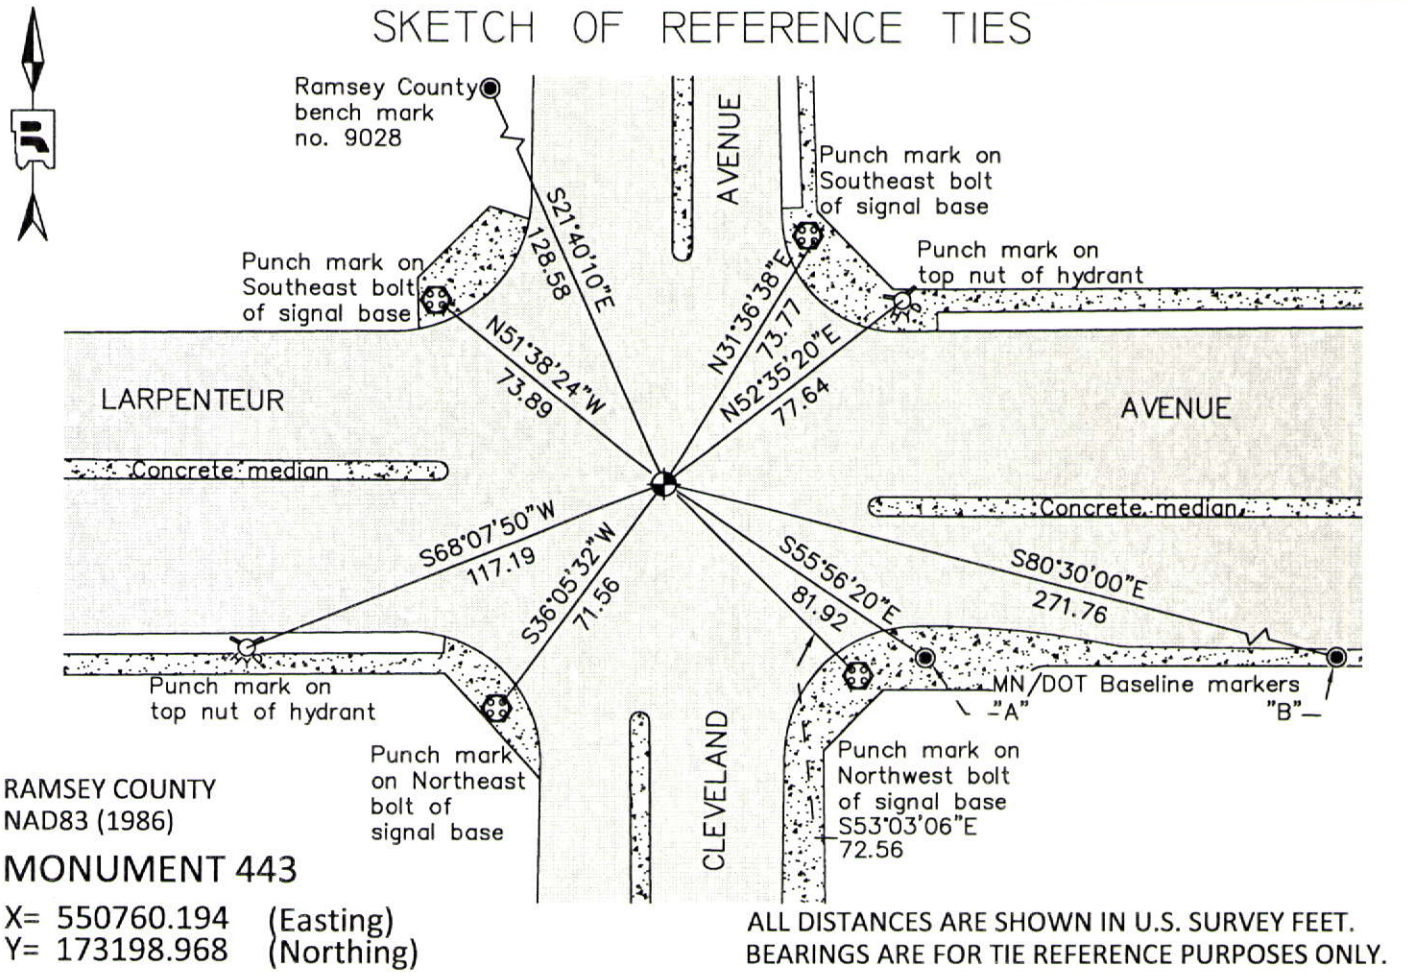 SKETCH OF REFERENCE TIES
Ramsey County
bench mark
no. 9028
AVENUE
Punch mark on
Southeast bolt
of signal base
S21°40'10"E
128.58
Punch mark on
Southeast bolt
of signal base
Punch mark on
top nut of hydrant
N51°38'24"W
73.89
N31°36'38"E
73.77
N52°35'20"E
77.64
LARPENTEUR
AVENUE
Concrete median
Concrete median
S68°07'50"W
117.19
S36°05'32"W
71.56
S55°56'20"E
81.92
S80°30'00"E
271.76
Punch mark on
top nut of hydrant
MN/DOT Baseline markers
"A"
"B"
Punch mark
on Northeast
bolt of
signal base
CLEVELAND
Punch mark on
Northwest bolt
of signal base
S53°03'06"E
72.56
RAMSEY COUNTY
NAD83 (1986)
MONUMENT 443
X= 550760.194 (Easting)
Y= 173198.968 (Northing)
ALL DISTANCES ARE SHOWN IN U.S. SURVEY FEET.
BEARINGS ARE FOR TIE REFERENCE PURPOSES ONLY.